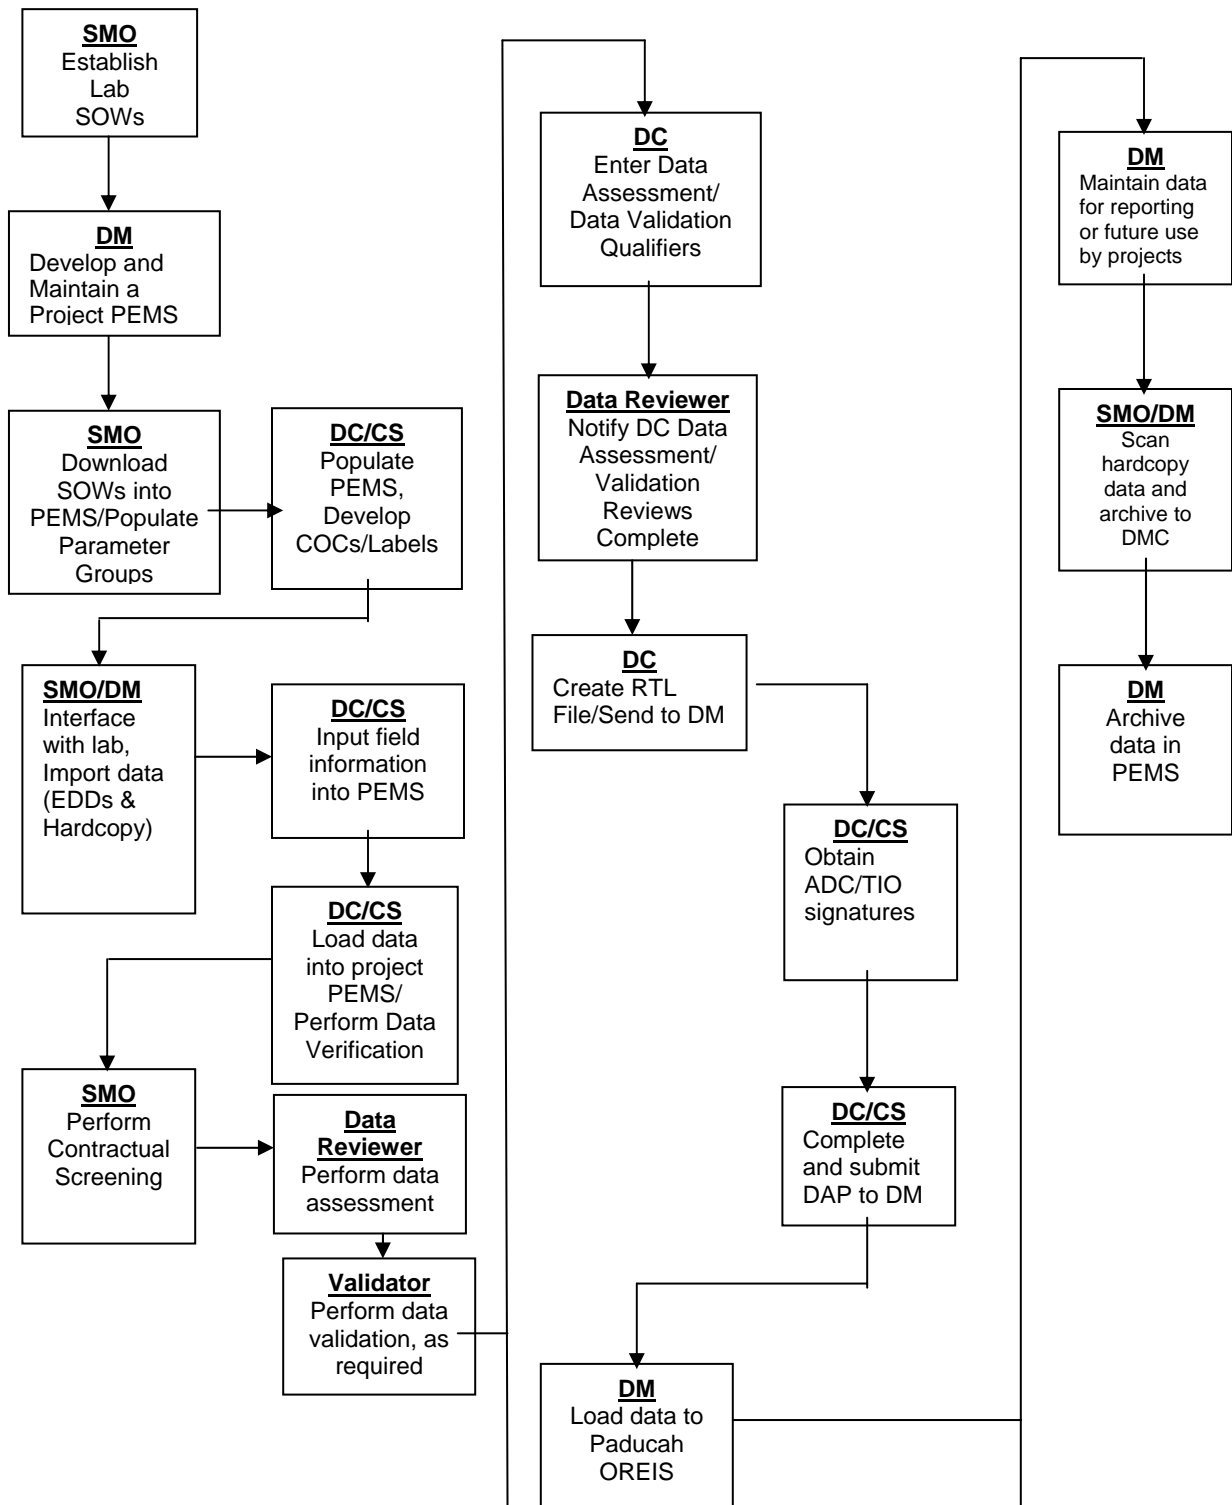 SMO
Establish
Lab
SOWs
DM
Develop and
Maintain a
Project PEMS
SMO
Download
SOWs into
PEMS/Populate
Parameter
Groups
DC/CS
Populate
PEMS,
Develop
COCs/Labels
SMO/DM
Interface
with lab,
Import data
(EDDs &
Hardcopy)
DC/CS
Input field
information
into PEMS
DC/CS
Load data
into project
PEMS/
Perform Data
Verification
SMO
Perform
Contractual
Screening
Data
Reviewer
Perform data
assessment
Validator
Perform data
validation, as
required
DC
Enter Data
Assessment/
Data Validation
Qualifiers
Data Reviewer
Notify DC Data
Assessment/
Validation
Reviews
Complete
DC
Create RTL
File/Send to DM
DC/CS
Obtain
ADC/TIO
signatures
DC/CS
Complete
and submit
DAP to DM
DM
Load data to
Paducah
OREIS
DM
Maintain data
for reporting
or future use
by projects
SMO/DM
Scan
hardcopy
data and
archive to
DMC
DM
Archive
data in
PEMS